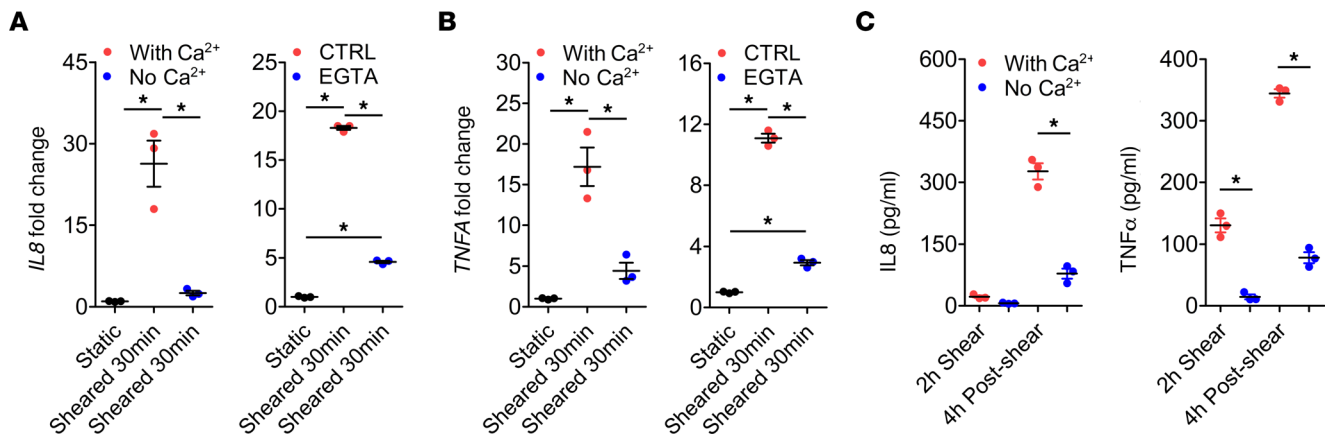 A
With Ca²⁺
No Ca²⁺
IL8 fold change
45
30
15
0
*
*
Static
Sheared 30min
Sheared 30min
CTRL
EGTA
25
20
15
10
5
0
*
*
*
Static
Sheared 30min
Sheared 30min
B
With Ca²⁺
No Ca²⁺
TNFA fold change
25
20
15
10
5
0
*
*
Static
Sheared 30min
Sheared 30min
CTRL
EGTA
16
12
8
4
0
*
*
*
Static
Sheared 30min
Sheared 30min
C
With Ca²⁺
No Ca²⁺
IL8 (pg/ml)
600
450
300
150
0
*
2h Shear
4h Post-shear
TNFα (pg/ml)
400
300
200
100
0
*
*
2h Shear
4h Post-shear